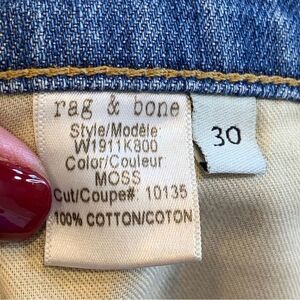 rag & bone
Style/Modèle:
W1911K800
Color/Couleur
MOSS
Cut/Coupe# 10135
100% COTTON/COTON
30